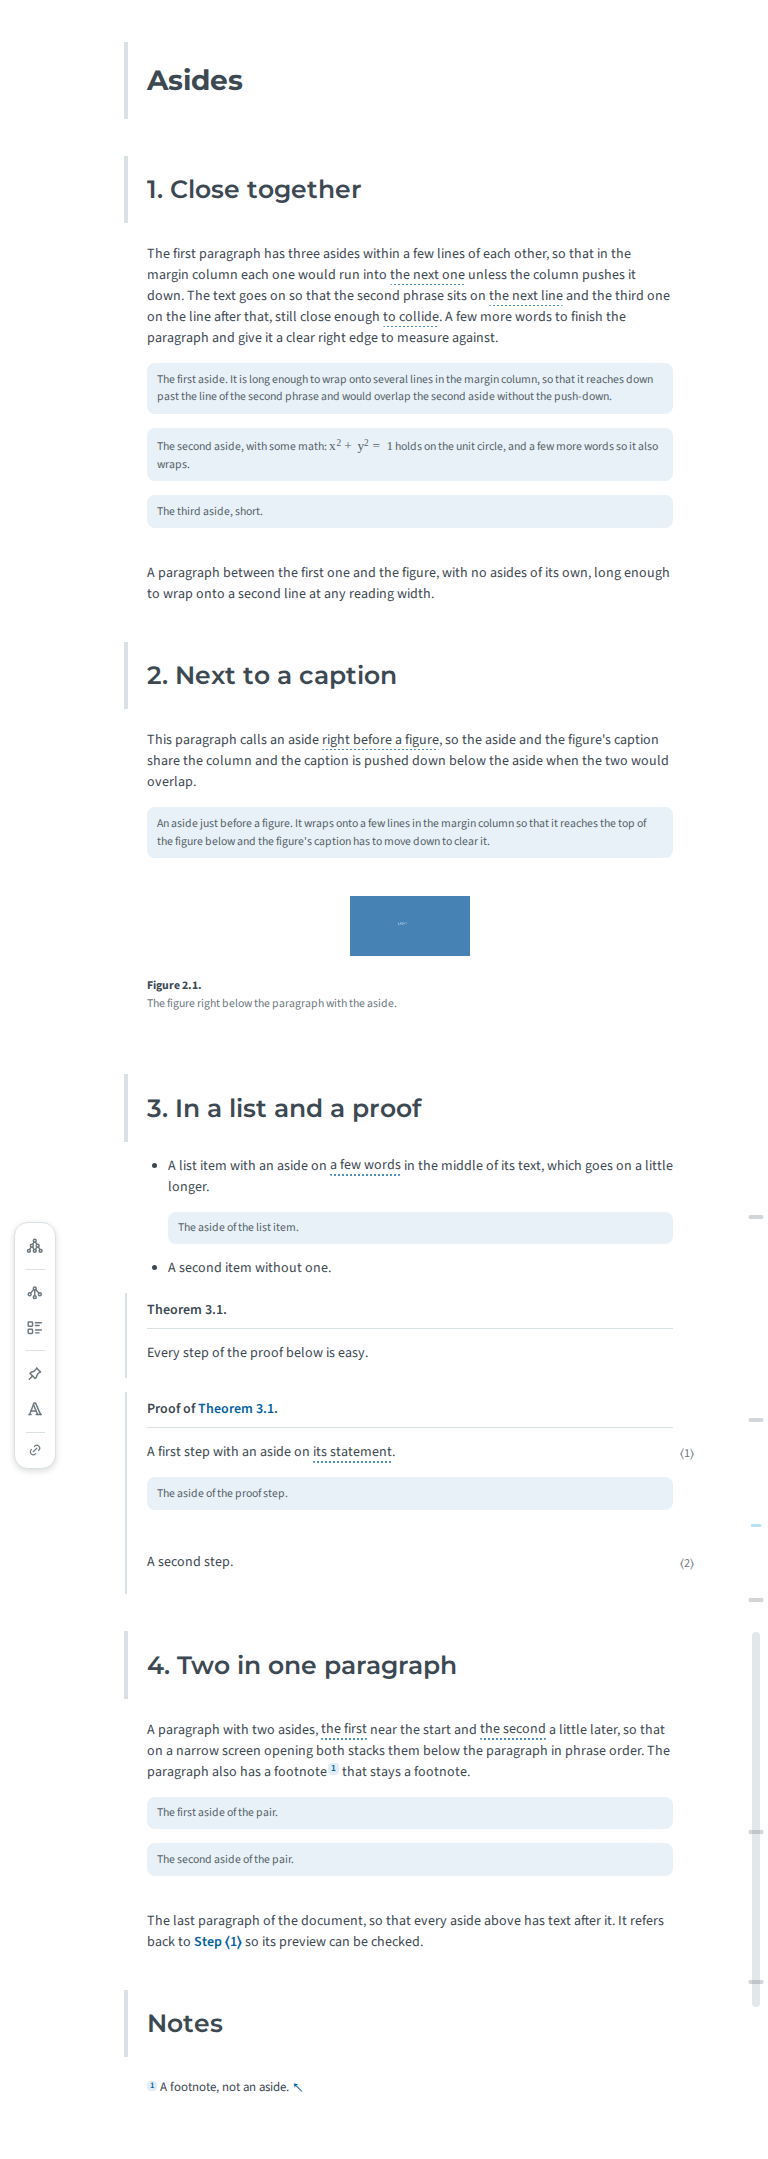 Asides
1. Close together
The first paragraph has three asides within a few lines of each other, so that in the
margin column each one would run into the next one unless the column pushes it
down. The text goes on so that the second phrase sits on the next line and the third one
on the line after that, still close enough to collide. A few more words to finish the
paragraph and give it a clear right edge to measure against.
The first aside. It is long enough to wrap onto several lines in the margin column, so that it reaches down
past the line of the second phrase and would overlap the second aside without the push-down.
The second aside, with some math: x² + y² = 1 holds on the unit circle, and a few more words so it also
wraps.
The third aside, short.
A paragraph between the first one and the figure, with no asides of its own, long enough
to wrap onto a second line at any reading width.
2. Next to a caption
This paragraph calls an aside right before a figure, so the aside and the figure's caption
share the column and the caption is pushed down below the aside when the two would
overlap.
An aside just before a figure. It wraps onto a few lines in the margin column so that it reaches the top of
the figure below and the figure's caption has to move down to clear it.
Figure 2.1.
The figure right below the paragraph with the aside.
3. In a list and a proof
• A list item with an aside on a few words in the middle of its text, which goes on a little
longer.
The aside of the list item.
• A second item without one.
Theorem 3.1.
Every step of the proof below is easy.
Proof of Theorem 3.1.
A first step with an aside on its statement. ⟨1⟩
The aside of the proof step.
A second step. ⟨2⟩
4. Two in one paragraph
A paragraph with two asides, the first near the start and the second a little later, so that
on a narrow screen opening both stacks them below the paragraph in phrase order. The
paragraph also has a footnote 1 that stays a footnote.
The first aside of the pair.
The second aside of the pair.
The last paragraph of the document, so that every aside above has text after it. It refers
back to Step ⟨1⟩ so its preview can be checked.
Notes
1 A footnote, not an aside. ↖